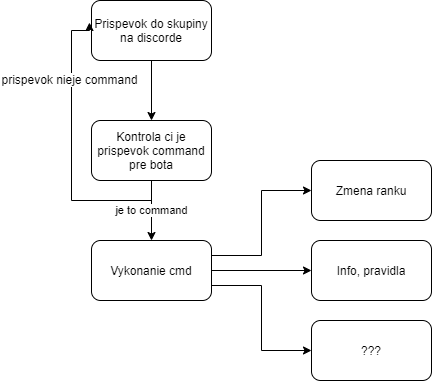 Prispevok do skupiny
na discorde
prispevok nieje command
Kontrola ci je
prispevok command
pre bota
je to command
Vykonanie cmd
Zmena ranku
Info, pravidla
???